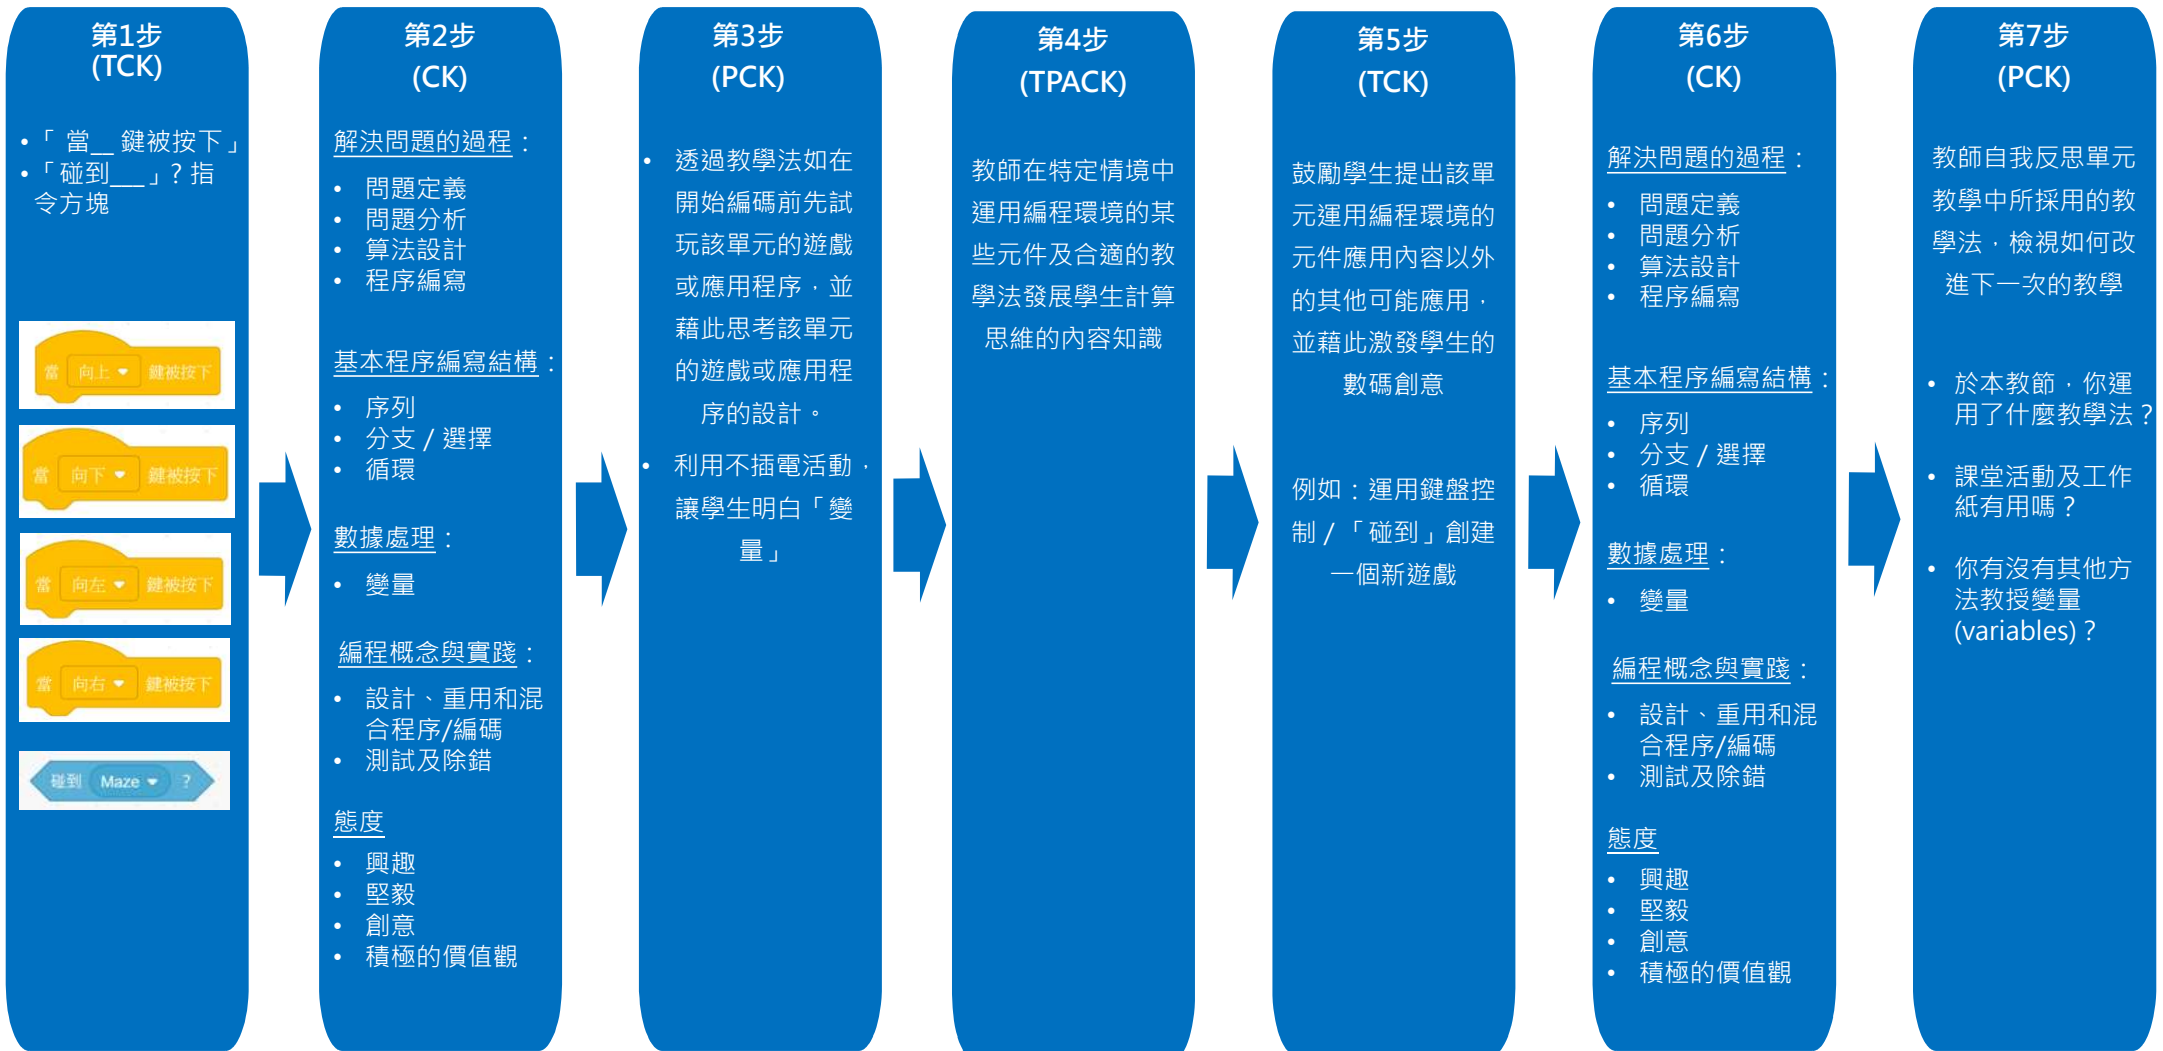 第1步
(TCK)
•「 當__ 鍵被按下」
•「碰到___」? 指
令方塊
當 向上 鍵被按下
當 向下 鍵被按下
當 向左 鍵被按下
當 向右 鍵被按下
碰到 Maze ?
第2步
(CK)
解決問題的過程：
• 問題定義
• 問題分析
• 算法設計
• 程序編寫
基本程序編寫結構：
• 序列
• 分支 / 選擇
• 循環
數據處理：
• 變量
編程概念與實踐：
• 設計、重用和混
合程序/編碼
• 測試及除錯
態度
• 興趣
• 堅毅
• 創意
• 積極的價值觀
第3步
(PCK)
• 透過教學法如在
開始編碼前先試
玩該單元的遊戲
或應用程序，並
藉此思考該單元
的遊戲或應用程
序的設計。
• 利用不插電活動，
讓學生明白「變
量」
第4步
(TPACK)
教師在特定情境中
運用編程環境的某
些元件及合適的教
學法發展學生計算
思維的內容知識
第5步
(TCK)
鼓勵學生提出該單
元運用編程環境的
元件應用內容以外
的其他可能應用，
並藉此激發學生的
數碼創意
例如：運用鍵盤控
制 / 「碰到」創建
一個新遊戲
第6步
(CK)
解決問題的過程：
• 問題定義
• 問題分析
• 算法設計
• 程序編寫
基本程序編寫結構：
• 序列
• 分支 / 選擇
• 循環
數據處理：
• 變量
編程概念與實踐：
• 設計、重用和混
合程序/編碼
• 測試及除錯
態度
• 興趣
• 堅毅
• 創意
• 積極的價值觀
第7步
(PCK)
教師自我反思單元
教學中所採用的教
學法，檢視如何改
進下一次的教學
• 於本教節，你運
用了什麼教學法？
• 課堂活動及工作
紙有用嗎？
• 你有沒有其他方
法教授變量
(variables)？